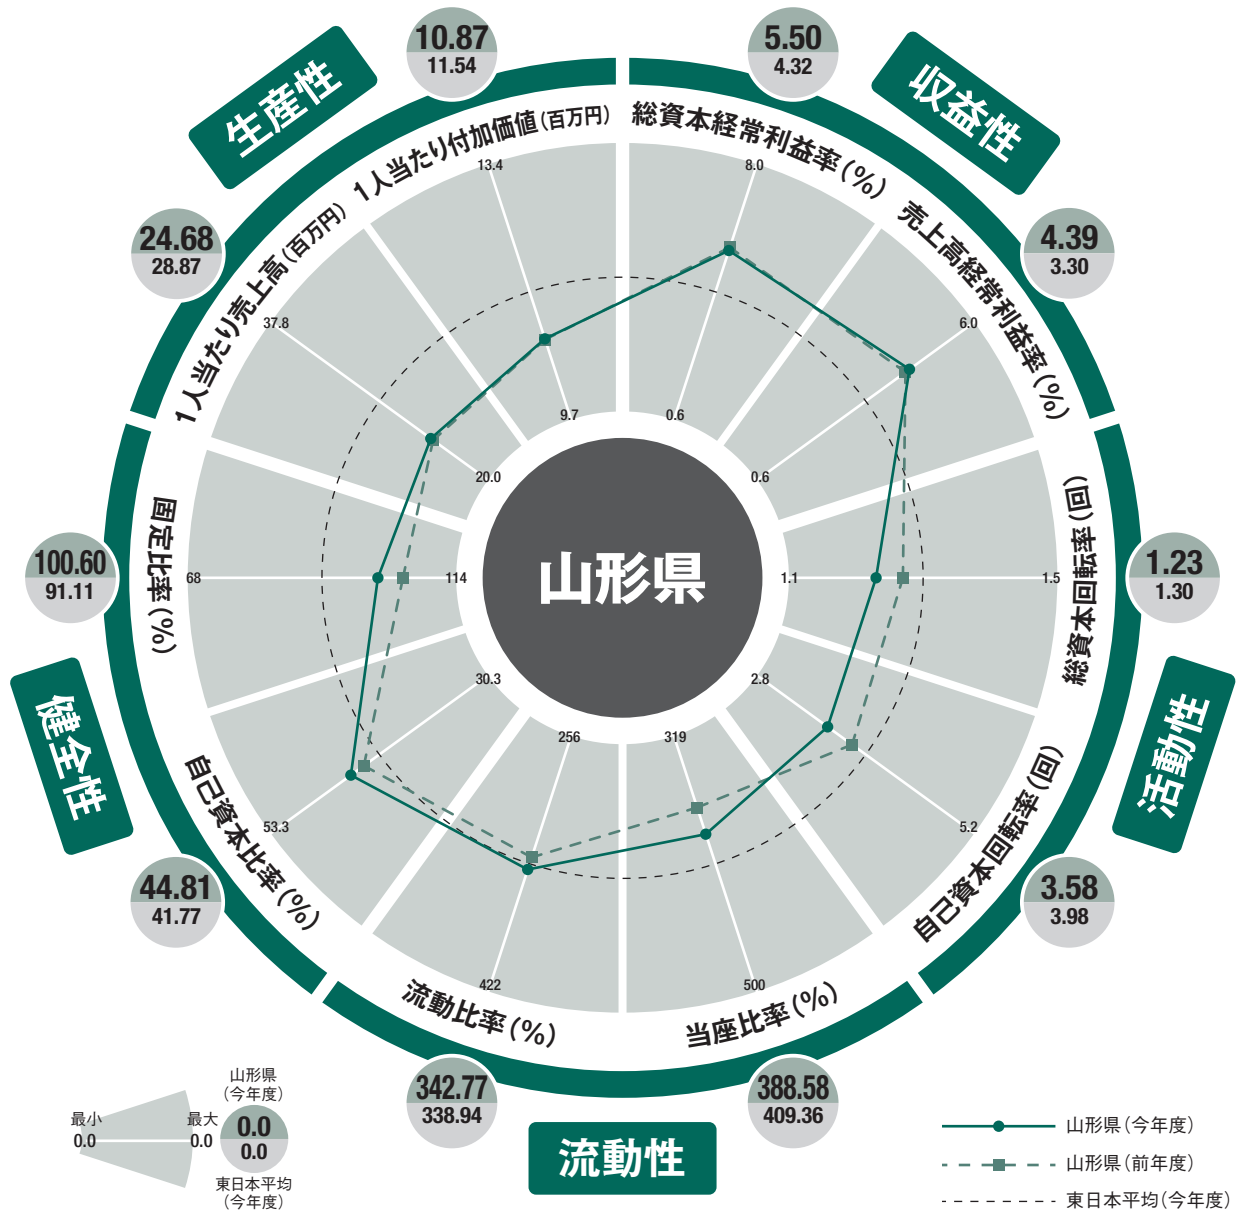 収益性
5.50
4.32
総資本経常利益率(%)
8.0
0.6
4.39
3.30
売上高経常利益率(%)
6.0
0.6
活動性
1.23
1.30
総資本回転率(回)
1.5
1.1
3.58
3.98
自己資本回転率(回)
5.2
2.8
流動性
388.58
409.36
当座比率(%)
500
319
342.77
338.94
流動比率(%)
422
256
健全性
44.81
41.77
自己資本比率(%)
53.3
30.3
100.60
91.11
固定比率(%)
68
114
生産性
24.68
28.87
1人当たり売上高(百万円)
37.8
20.0
10.87
11.54
1人当たり付加価値(百万円)
13.4
9.7
山形県
山形県
(今年度)
最小
0.0
最大
0.0
0.0
0.0
東日本平均
(今年度)
山形県(今年度)
山形県(前年度)
東日本平均(今年度)